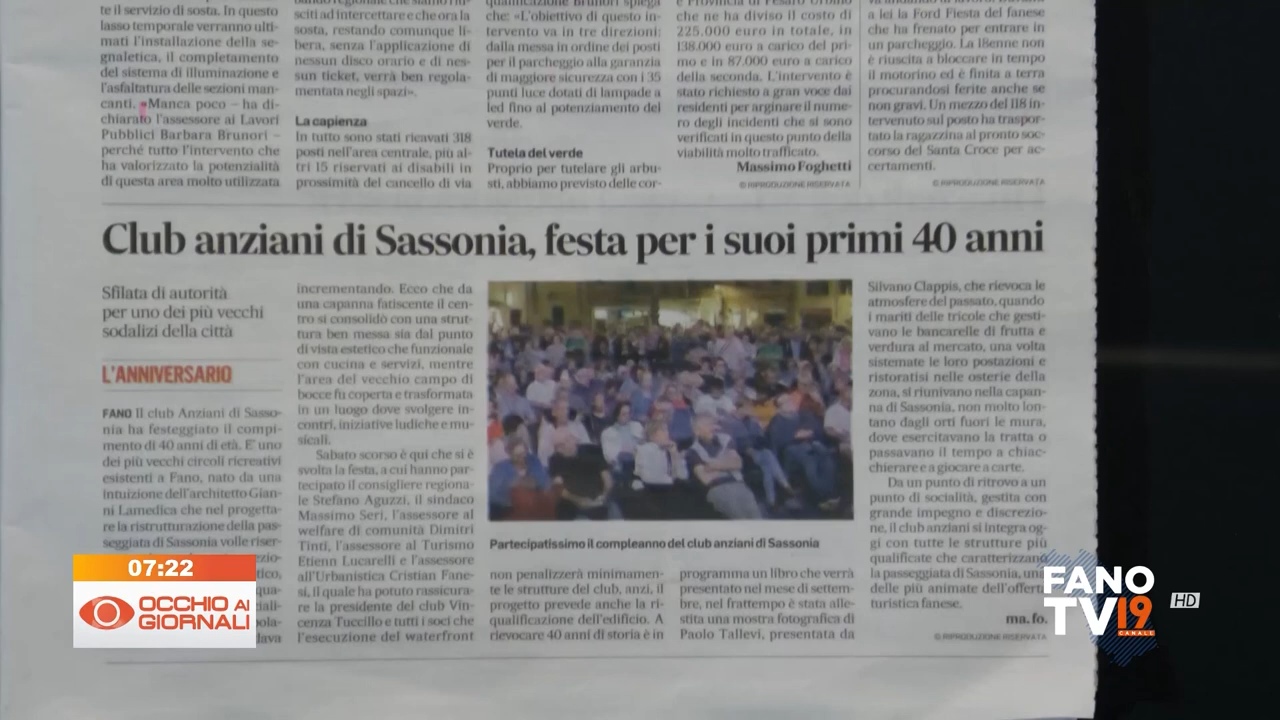 te il servizio di sosta. In questo
lasso temporale verranno ulti-
mati l'installazione della se-
gnaletica, il completamento
del sistema di illuminazione e
l'asfaltatura delle sezioni man-
canti. «Manca poco – ha di-
chiarato l'assessore ai Lavori
Pubblici Barbara Brunori –
perché tutto l'intervento che
ha valorizzato la potenzialità
di questa area molto utilizzata
sciti ad intercettare e che ora la
sosta, restando comunque li-
bera, senza l'applicazione di
nessun disco orario e di nes-
sun ticket, verrà ben regola-
mentata negli spazi».
La capienza
In tutto sono stati ricavati 318
posti nell'area centrale, più al-
tri 15 riservati ai disabili in
prossimità del cancello di via
qualificazione Brunori spiega
che: «L'obiettivo di questo in-
tervento va in tre direzioni:
dalla messa in ordine dei posti
per il parcheggio alla garanzia
di maggiore sicurezza con i 35
punti luce dotati di lampade a
led fino al potenziamento del
verde.
Tutela del verde
Proprio per tutelare gli arbu-
sti, abbiamo previsto delle cor-
e Provincia di Pesaro Urbino
che ne ha diviso il costo di
225.000 euro in totale, in
138.000 euro a carico del pri-
mo e in 87.000 euro a carico
della seconda. L'intervento è
stato richiesto a gran voce dai
residenti per arginare il nume-
ro degli incidenti che si sono
verificati in questo punto della
viabilità molto trafficato.
Massimo Foghetti
© RIPRODUZIONE RISERVATA
a lei la Ford Fiesta del fanese
che ha frenato per entrare in
un parcheggio. La 18enne non
è riuscita a bloccare in tempo
il motorino ed è finita a terra
procurandosi ferite anche se
non gravi. Un mezzo del 118 in-
tervenuto sul posto ha traspor-
tato la ragazzina al pronto soc-
corso del Santa Croce per ac-
certamenti.
© RIPRODUZIONE RISERVATA
Club anziani di Sassonia, festa per i suoi primi 40 anni
Sfilata di autorità
per uno dei più vecchi
sodalizi della città
L'ANNIVERSARIO
FANO Il club Anziani di Sasso-
nia ha festeggiato il compi-
mento di 40 anni di età. E' uno
dei più vecchi circoli ricreativi
esistenti a Fano, nato da una
intuizione dell'architetto Gian-
ni Lamedica che nel progetta-
re la ristrutturazione della pas-
seggiata di Sassonia volle riser-
incrementando. Ecco che da
una capanna fatiscente il cen-
tro si consolidò con una strut-
tura ben messa sia dal punto
di vista estetico che funzionale
con cucina e servizi, mentre
l'area del vecchio campo di
bocce fu coperta e trasformata
in un luogo dove svolgere in-
contri, iniziative ludiche e mu-
sicali.
Sabato scorso è qui che si è
svolta la festa, a cui hanno par-
tecipato il consigliere regiona-
le Stefano Aguzzi, il sindaco
Massimo Seri, l'assessore al
welfare di comunità Dimitri
Tinti, l'assessore al Turismo
Etienn Lucarelli e l'assessore
all'Urbanistica Cristian Fane-
si, il quale ha potuto rassicura-
re la presidente del club Vin-
cenza Tuccillo e tutti i soci che
l'esecuzione del waterfront
Partecipatissimo il compleanno del club anziani di Sassonia
non penalizzerà minimamen-
te le strutture del club, anzi, il
progetto prevede anche la ri-
qualificazione dell'edificio. A
rievocare 40 anni di storia è in
programma un libro che verrà
presentato nel mese di settem-
bre, nel frattempo è stata alle-
stita una mostra fotografica di
Paolo Tallevi, presentata da
Silvano Clappis, che rievoca le
atmosfere del passato, quando
i mariti delle tricole che gesti-
vano le bancarelle di frutta e
verdura al mercato, una volta
sistemate le loro postazioni e
ristoratisi nelle osterie della
zona, si riunivano nella capan-
na di Sassonia, non molto lon-
tano dagli orti fuori le mura,
dove esercitavano la tratta o
passavano il tempo a chiac-
chierare e a giocare a carte.
Da un punto di ritrovo a un
punto di socialità, gestita con
grande impegno e discrezio-
ne, il club anziani si integra og-
gi con tutte le strutture più
qualificate che caratterizzano
la passeggiata di Sassonia, una
delle più animate dell'offerta
turistica fanese.
ma. fo.
© RIPRODUZIONE RISERVATA
07:22
OCCHIO AI
GIORNALI
FANO
TV19
CANALE
HD